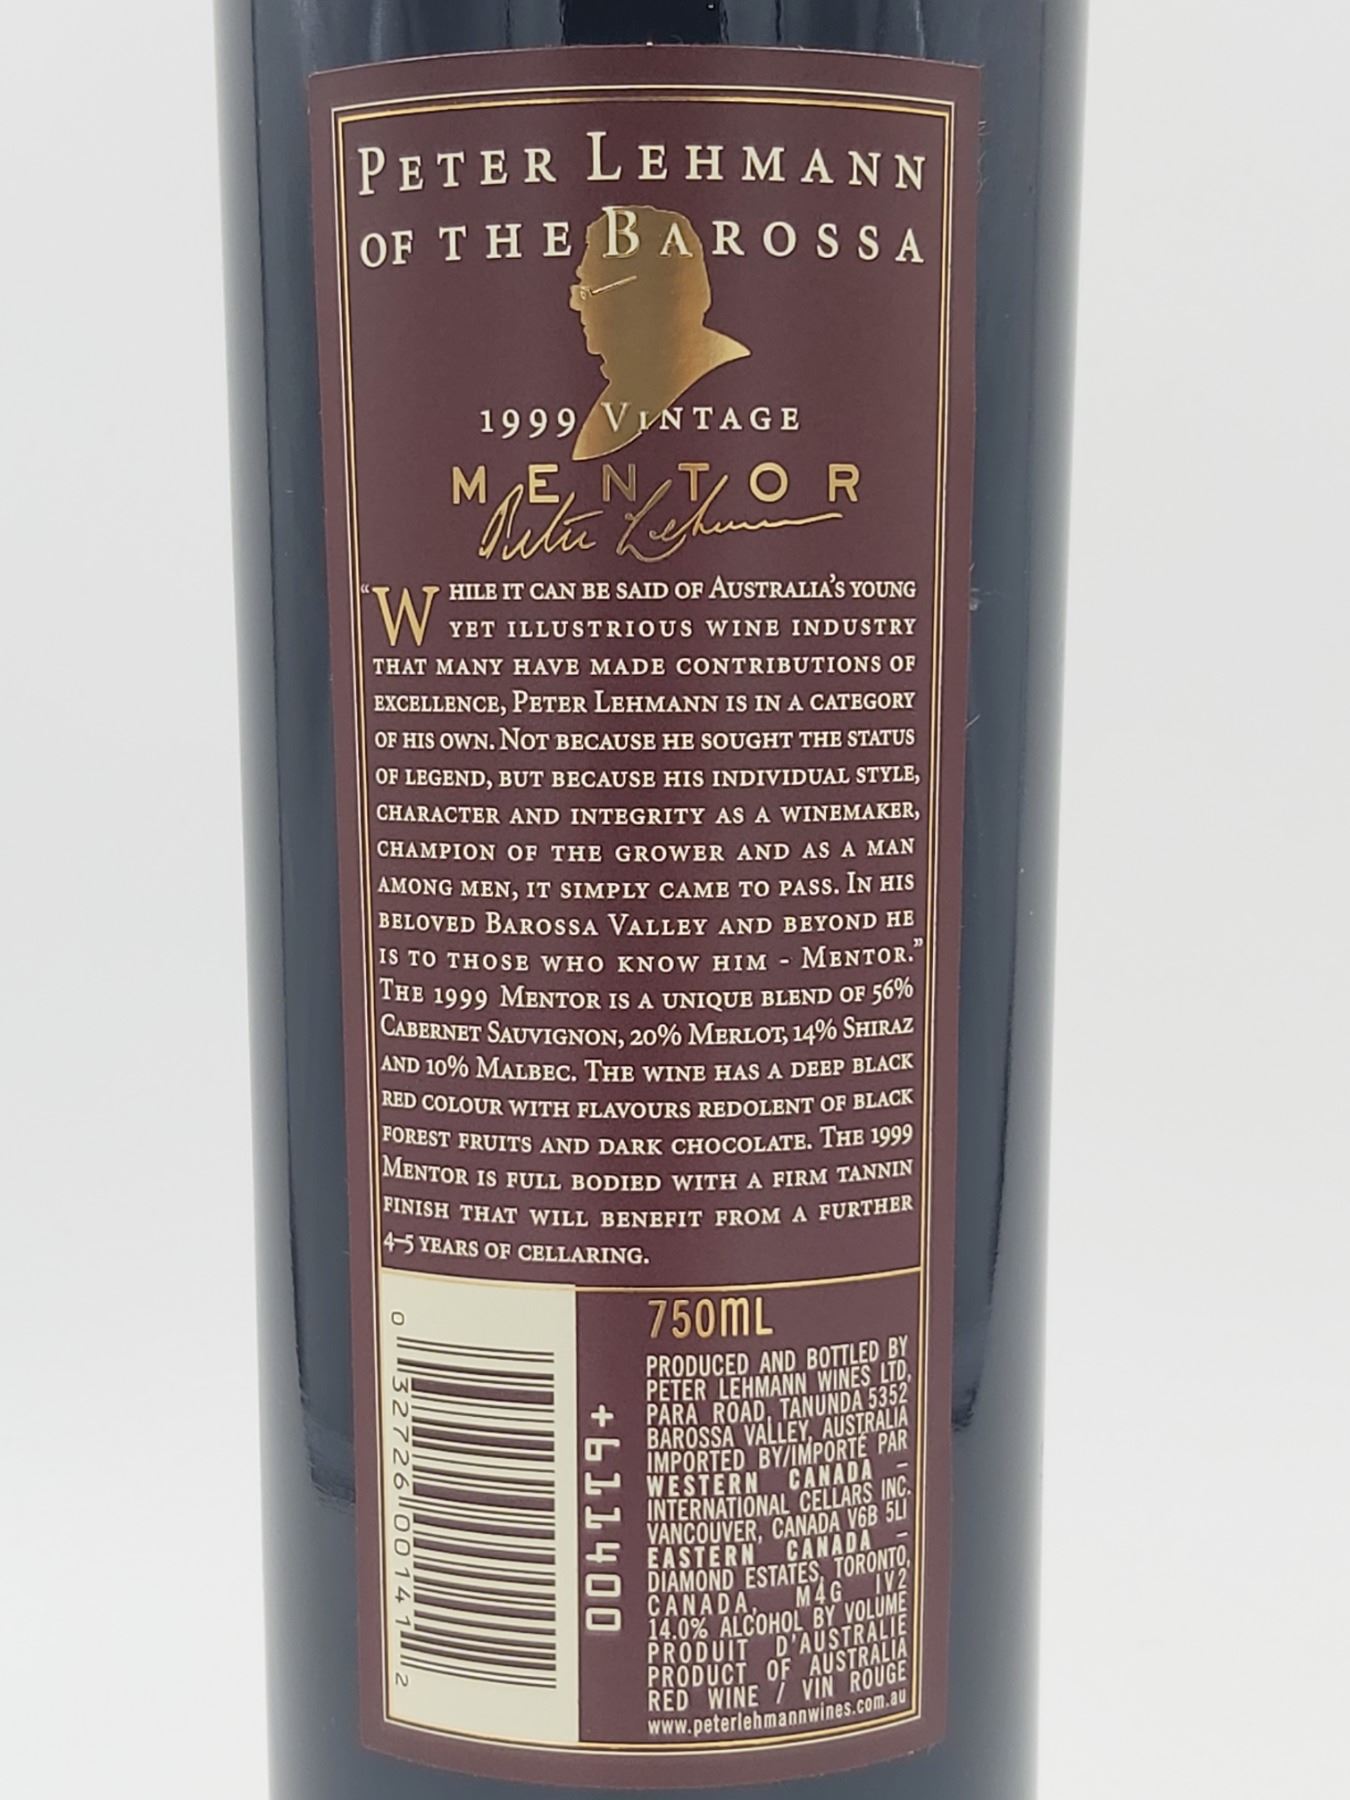 PETER LEHMANN
OF THE BAROSSA
1999 VINTAGE
MENTOR
Peter Lehmann
“WHILE IT CAN BE SAID OF AUSTRALIA’S YOUNG
YET ILLUSTRIOUS WINE INDUSTRY
THAT MANY HAVE MADE CONTRIBUTIONS OF
EXCELLENCE, PETER LEHMANN IS IN A CATEGORY
OF HIS OWN. NOT BECAUSE HE SOUGHT THE STATUS
OF LEGEND, BUT BECAUSE HIS INDIVIDUAL STYLE,
CHARACTER AND INTEGRITY AS A WINEMAKER,
CHAMPION OF THE GROWER AND AS A MAN
AMONG MEN, IT SIMPLY CAME TO PASS. IN HIS
BELOVED BAROSSA VALLEY AND BEYOND HE
IS TO THOSE WHO KNOW HIM - MENTOR.”
THE 1999 MENTOR IS A UNIQUE BLEND OF 56%
CABERNET SAUVIGNON, 20% MERLOT, 14% SHIRAZ
AND 10% MALBEC. THE WINE HAS A DEEP BLACK
RED COLOUR WITH FLAVOURS REDOLENT OF BLACK
FOREST FRUITS AND DARK CHOCOLATE. THE 1999
MENTOR IS FULL BODIED WITH A FIRM TANNIN
FINISH THAT WILL BENEFIT FROM A FURTHER
4–5 YEARS OF CELLARING.
0 32726 00141 2
+611400
750mL
PRODUCED AND BOTTLED BY
PETER LEHMANN WINES LTD,
PARA ROAD, TANUNDA 5352
BAROSSA VALLEY, AUSTRALIA
IMPORTED BY/IMPORTÉ PAR
WESTERN CANADA –
INTERNATIONAL CELLARS INC.
VANCOUVER, CANADA V6B 5L1
EASTERN CANADA –
DIAMOND ESTATES, TORONTO,
CANADA, M4G 1V2
14.0% ALCOHOL BY VOLUME
PRODUIT D'AUSTRALIE
PRODUCT OF AUSTRALIA
RED WINE / VIN ROUGE
www.peterlehmannwines.com.au